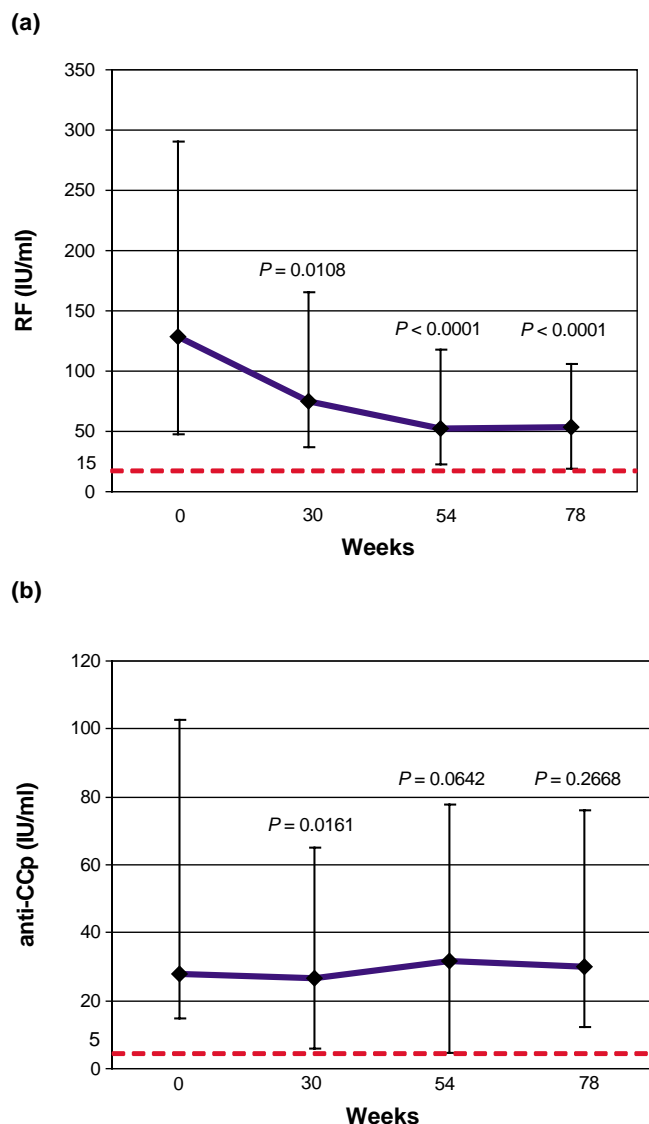 (a)
350
300
250
200
150
100
50
15
0
RF (IU/ml)
P = 0.0108
P < 0.0001
P < 0.0001
0 30 54 78
Weeks
(b)
120
100
80
60
40
20
5
0
anti-CCp (IU/ml)
P = 0.0161
P = 0.0642
P = 0.2668
0 30 54 78
Weeks